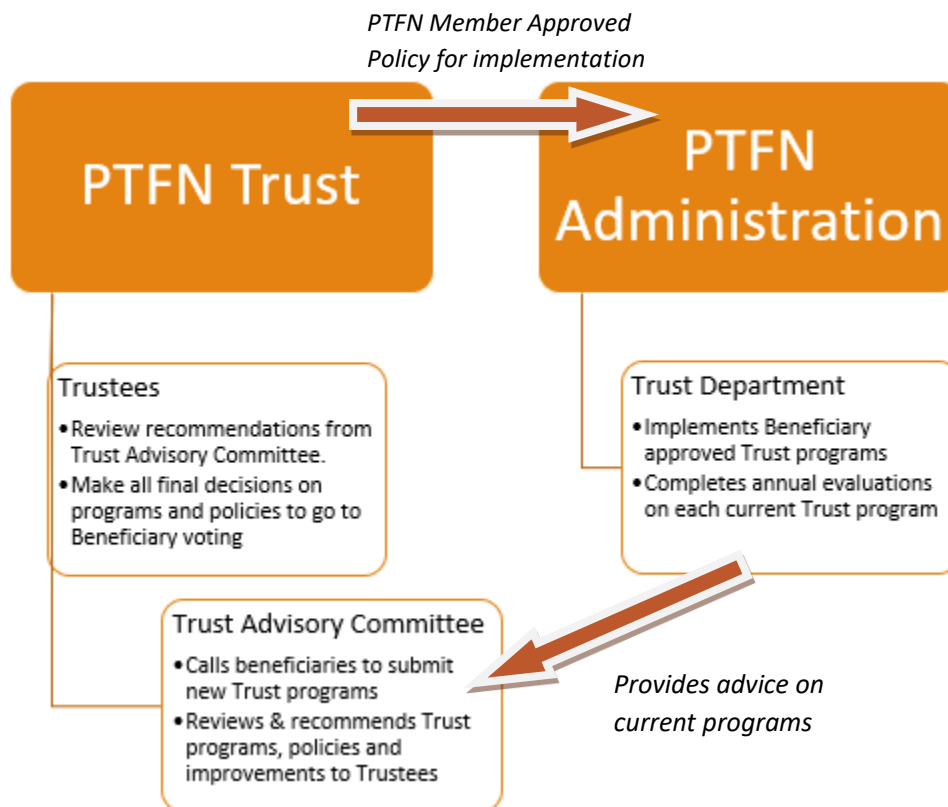 PTFN Member Approved
Policy for implementation
PTFN Trust
PTFN
Administration
Trustees
•Review recommendations from
Trust Advisory Committee.
•Make all final decisions on
programs and policies to go to
Beneficiary voting
Trust Department
•Implements Beneficiary
approved Trust programs
•Completes annual evaluations
on each current Trust program
Trust Advisory Committee
•Calls beneficiaries to submit
new Trust programs
•Reviews & recommends Trust
programs, policies and
improvements to Trustees
Provides advice on
current programs